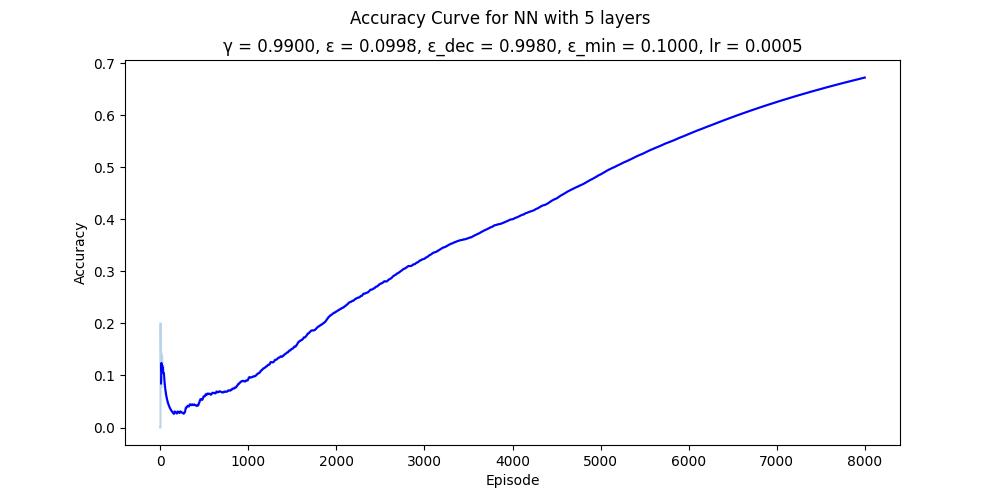 Accuracy Curve for NN with 5 layers
γ = 0.9900, ε = 0.0998, ε_dec = 0.9980, ε_min = 0.1000, lr = 0.0005
0.7
0.6
0.5
0.4
0.3
0.2
0.1
0.0
Accuracy
0 1000 2000 3000 4000 5000 6000 7000 8000
Episode